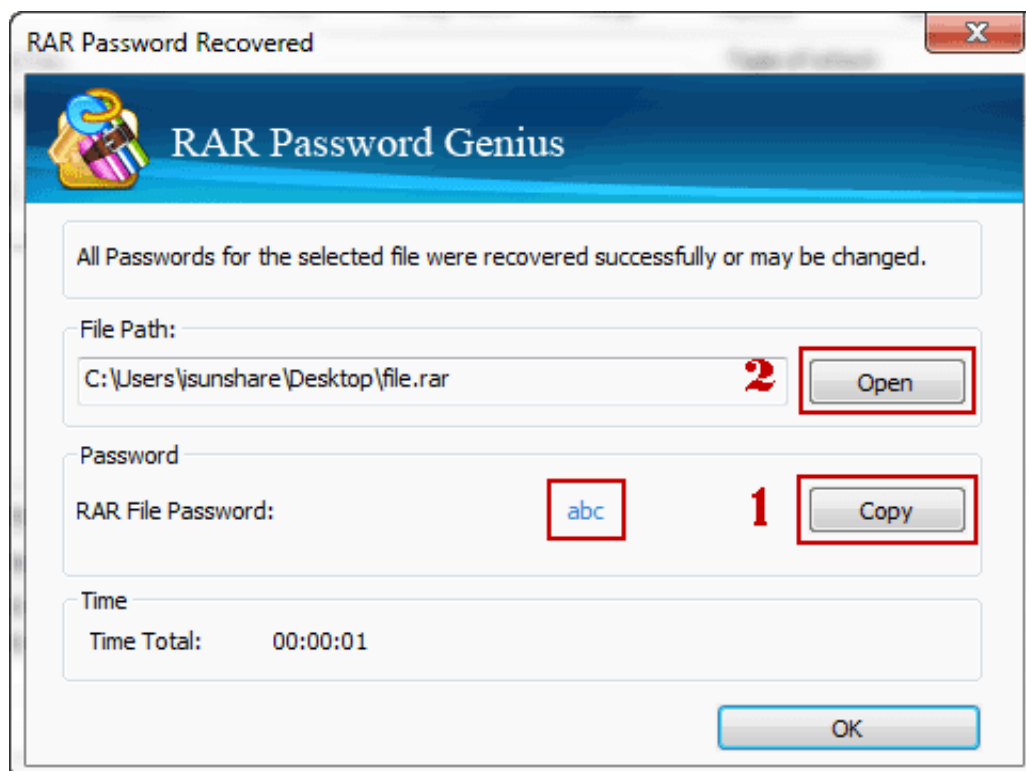 RAR Password Recovered
RAR Password Genius
All Passwords for the selected file were recovered successfully or may be changed.
File Path:
C:\Users\isunshare\Desktop\file.rar
2
Open
Password
RAR File Password:
abc
1
Copy
Time
Time Total: 00:00:01
OK